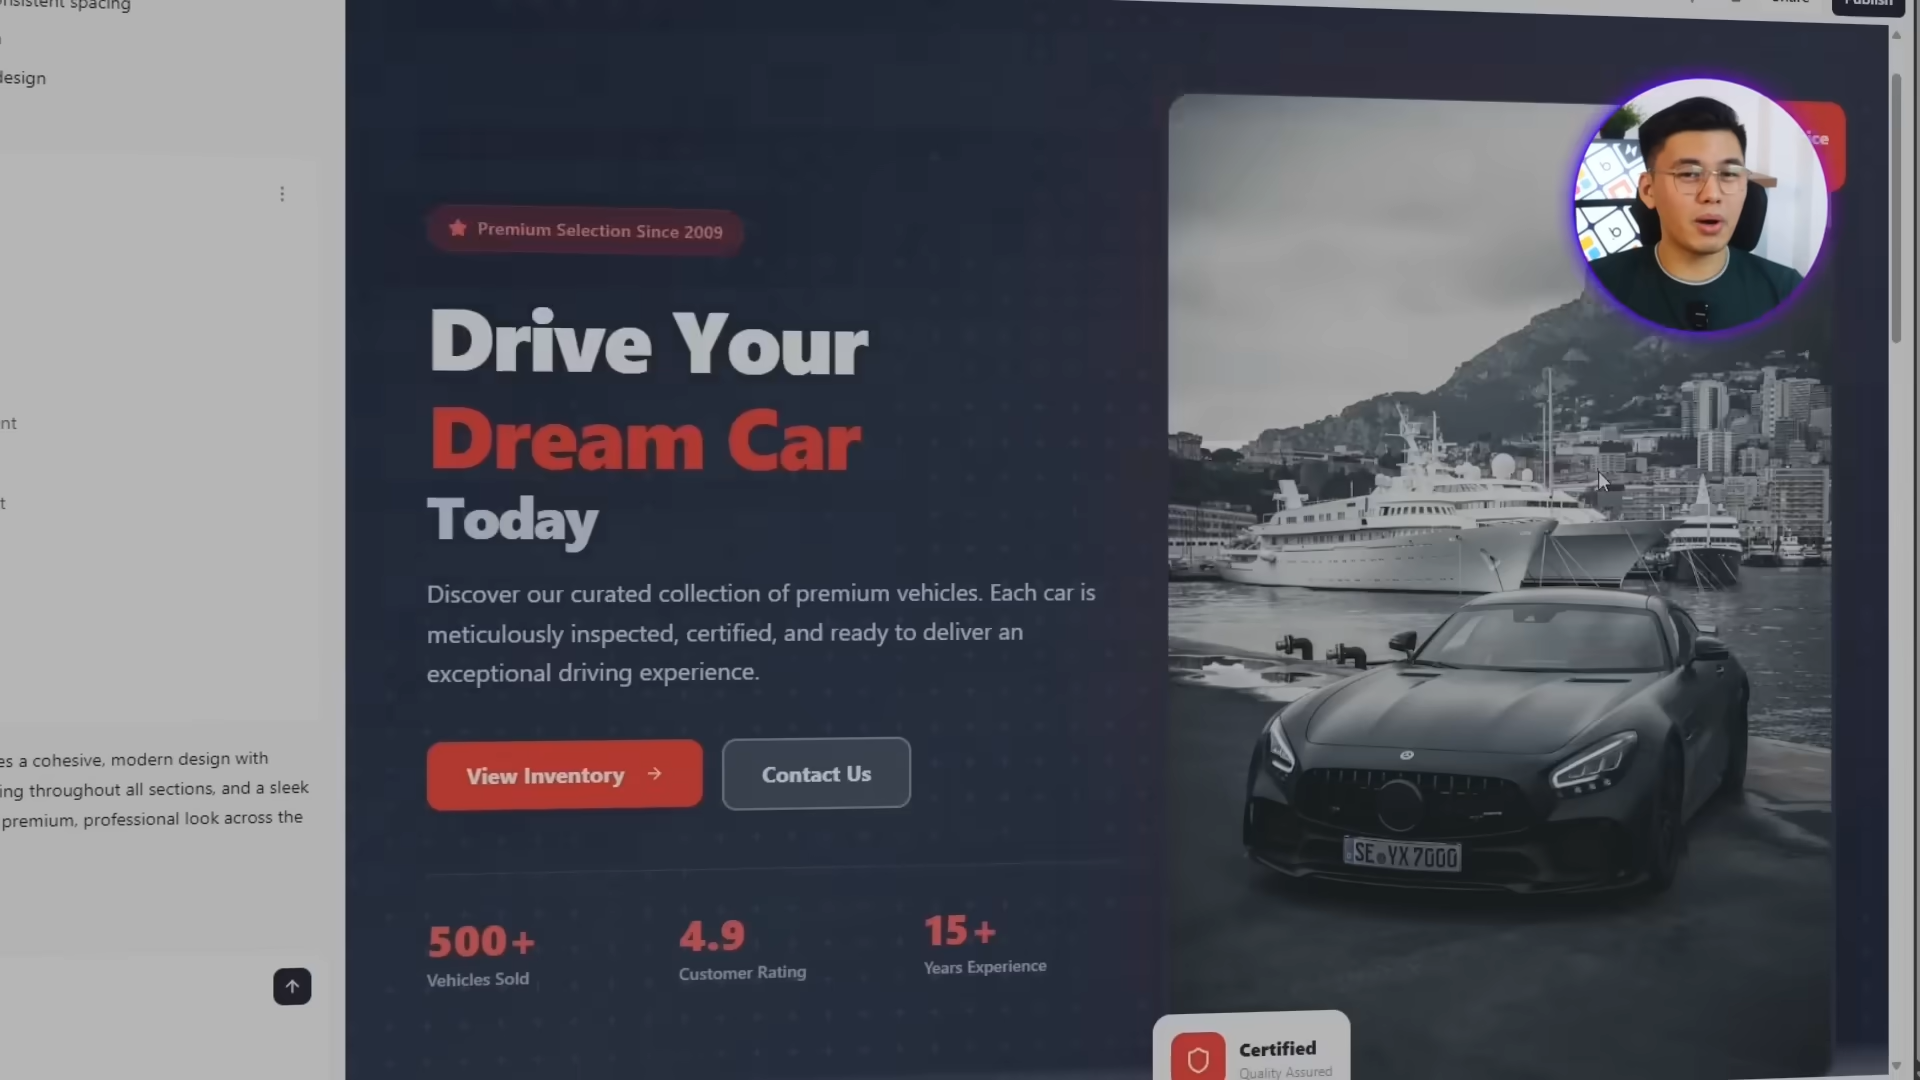 consistent spacing
design
nt
t
es a cohesive, modern design with
ing throughout all sections, and a sleek
premium, professional look across the
Share
Publish
Premium Selection Since 2009
Drive Your
Dream Car
Today
Discover our curated collection of premium vehicles. Each car is
meticulously inspected, certified, and ready to deliver an
exceptional driving experience.
View Inventory
Contact Us
500+
Vehicles Sold
4.9
Customer Rating
15+
Years Experience
ice
SE YX 7000
Certified
Quality Assured